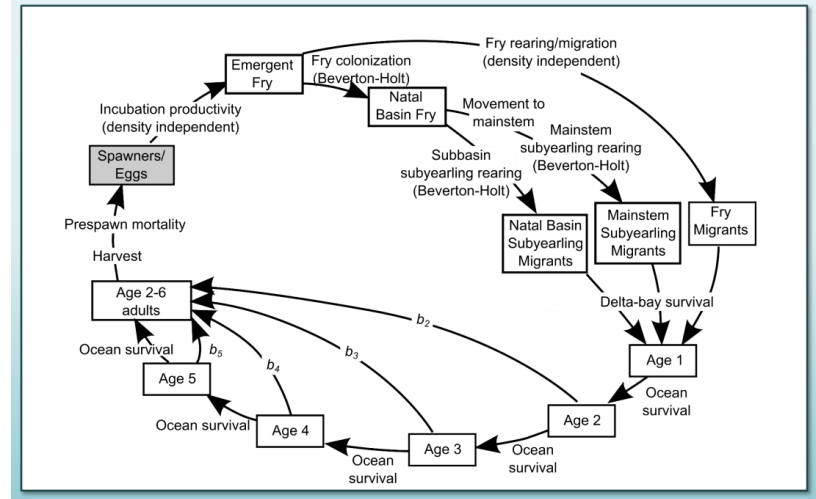 Emergent
Fry
Fry colonization
(Beverton-Holt)
Fry rearing/migration
(density independent)
Natal
Basin Fry
Movement to
mainstem
Incubation productivity
(density independent)
Mainstem
subyearling rearing
(Beverton-Holt)
Spawners/
Eggs
Subbasin
subyearling rearing
(Beverton-Holt)
Prespawn mortality
Harvest
Natal Basin
Subyearling
Migrants
Mainstem
Subyearling
Migrants
Fry
Migrants
Age 2-6
adults
Delta-bay survival
b2
Ocean survival
b5
b4
b3
Age 1
Age 5
Ocean
survival
Age 2
Ocean survival
Age 4
Age 3
Ocean
survival
Ocean
survival